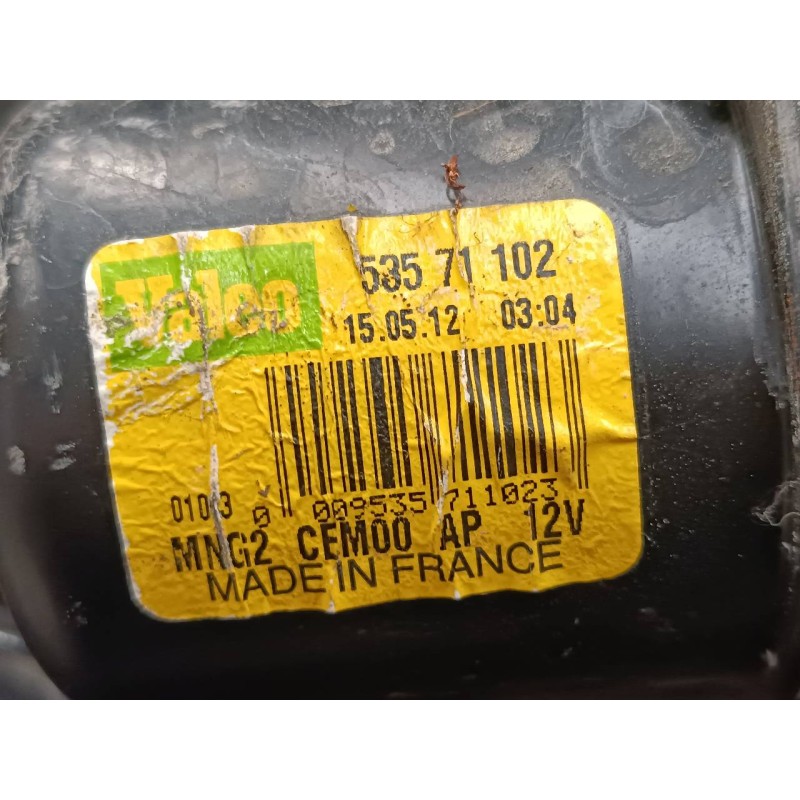 Valeo
535 71 102
15.05.12 03:04
0 009535 711023
MNG2 CEM00 AP 12V
MADE IN FRANCE